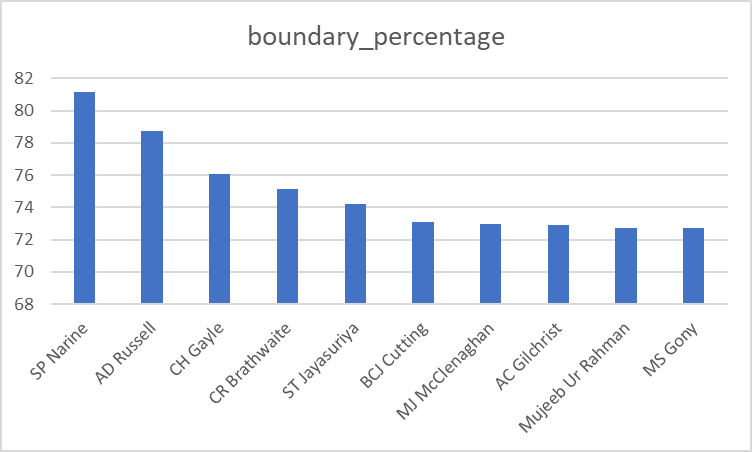 boundary_percentage
82
80
78
76
74
72
70
68
SP Narine
AD Russell
CH Gayle
CR Brathwaite
ST Jayasuriya
BCJ Cutting
MJ McClenaghan
AC Gilchrist
Mujeeb Ur Rahman
MS Gony